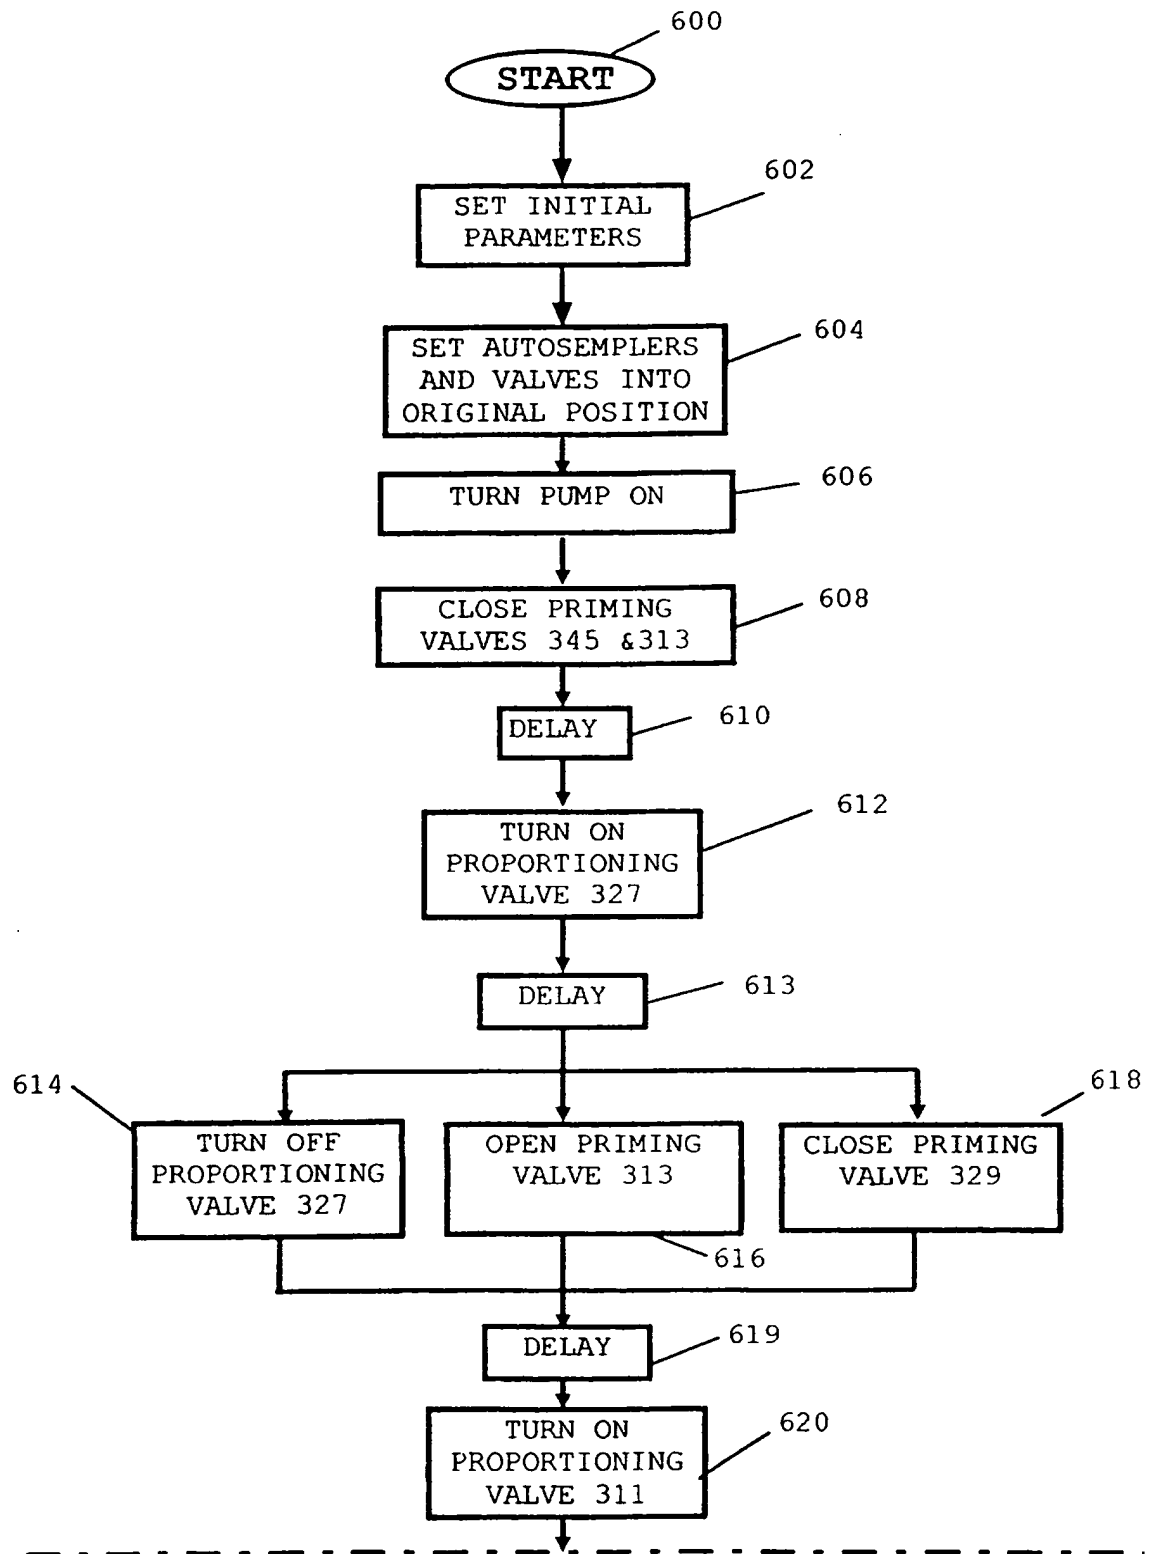 600
START
602
SET INITIAL
PARAMETERS
604
SET AUTOSEMPLERS
AND VALVES INTO
ORIGINAL POSITION
606
TURN PUMP ON
608
CLOSE PRIMING
VALVES 345 &313
610
DELAY
612
TURN ON
PROPORTIONING
VALVE 327
613
DELAY
614
TURN OFF
PROPORTIONING
VALVE 327
OPEN PRIMING
VALVE 313
616
618
CLOSE PRIMING
VALVE 329
619
DELAY
620
TURN ON
PROPORTIONING
VALVE 311